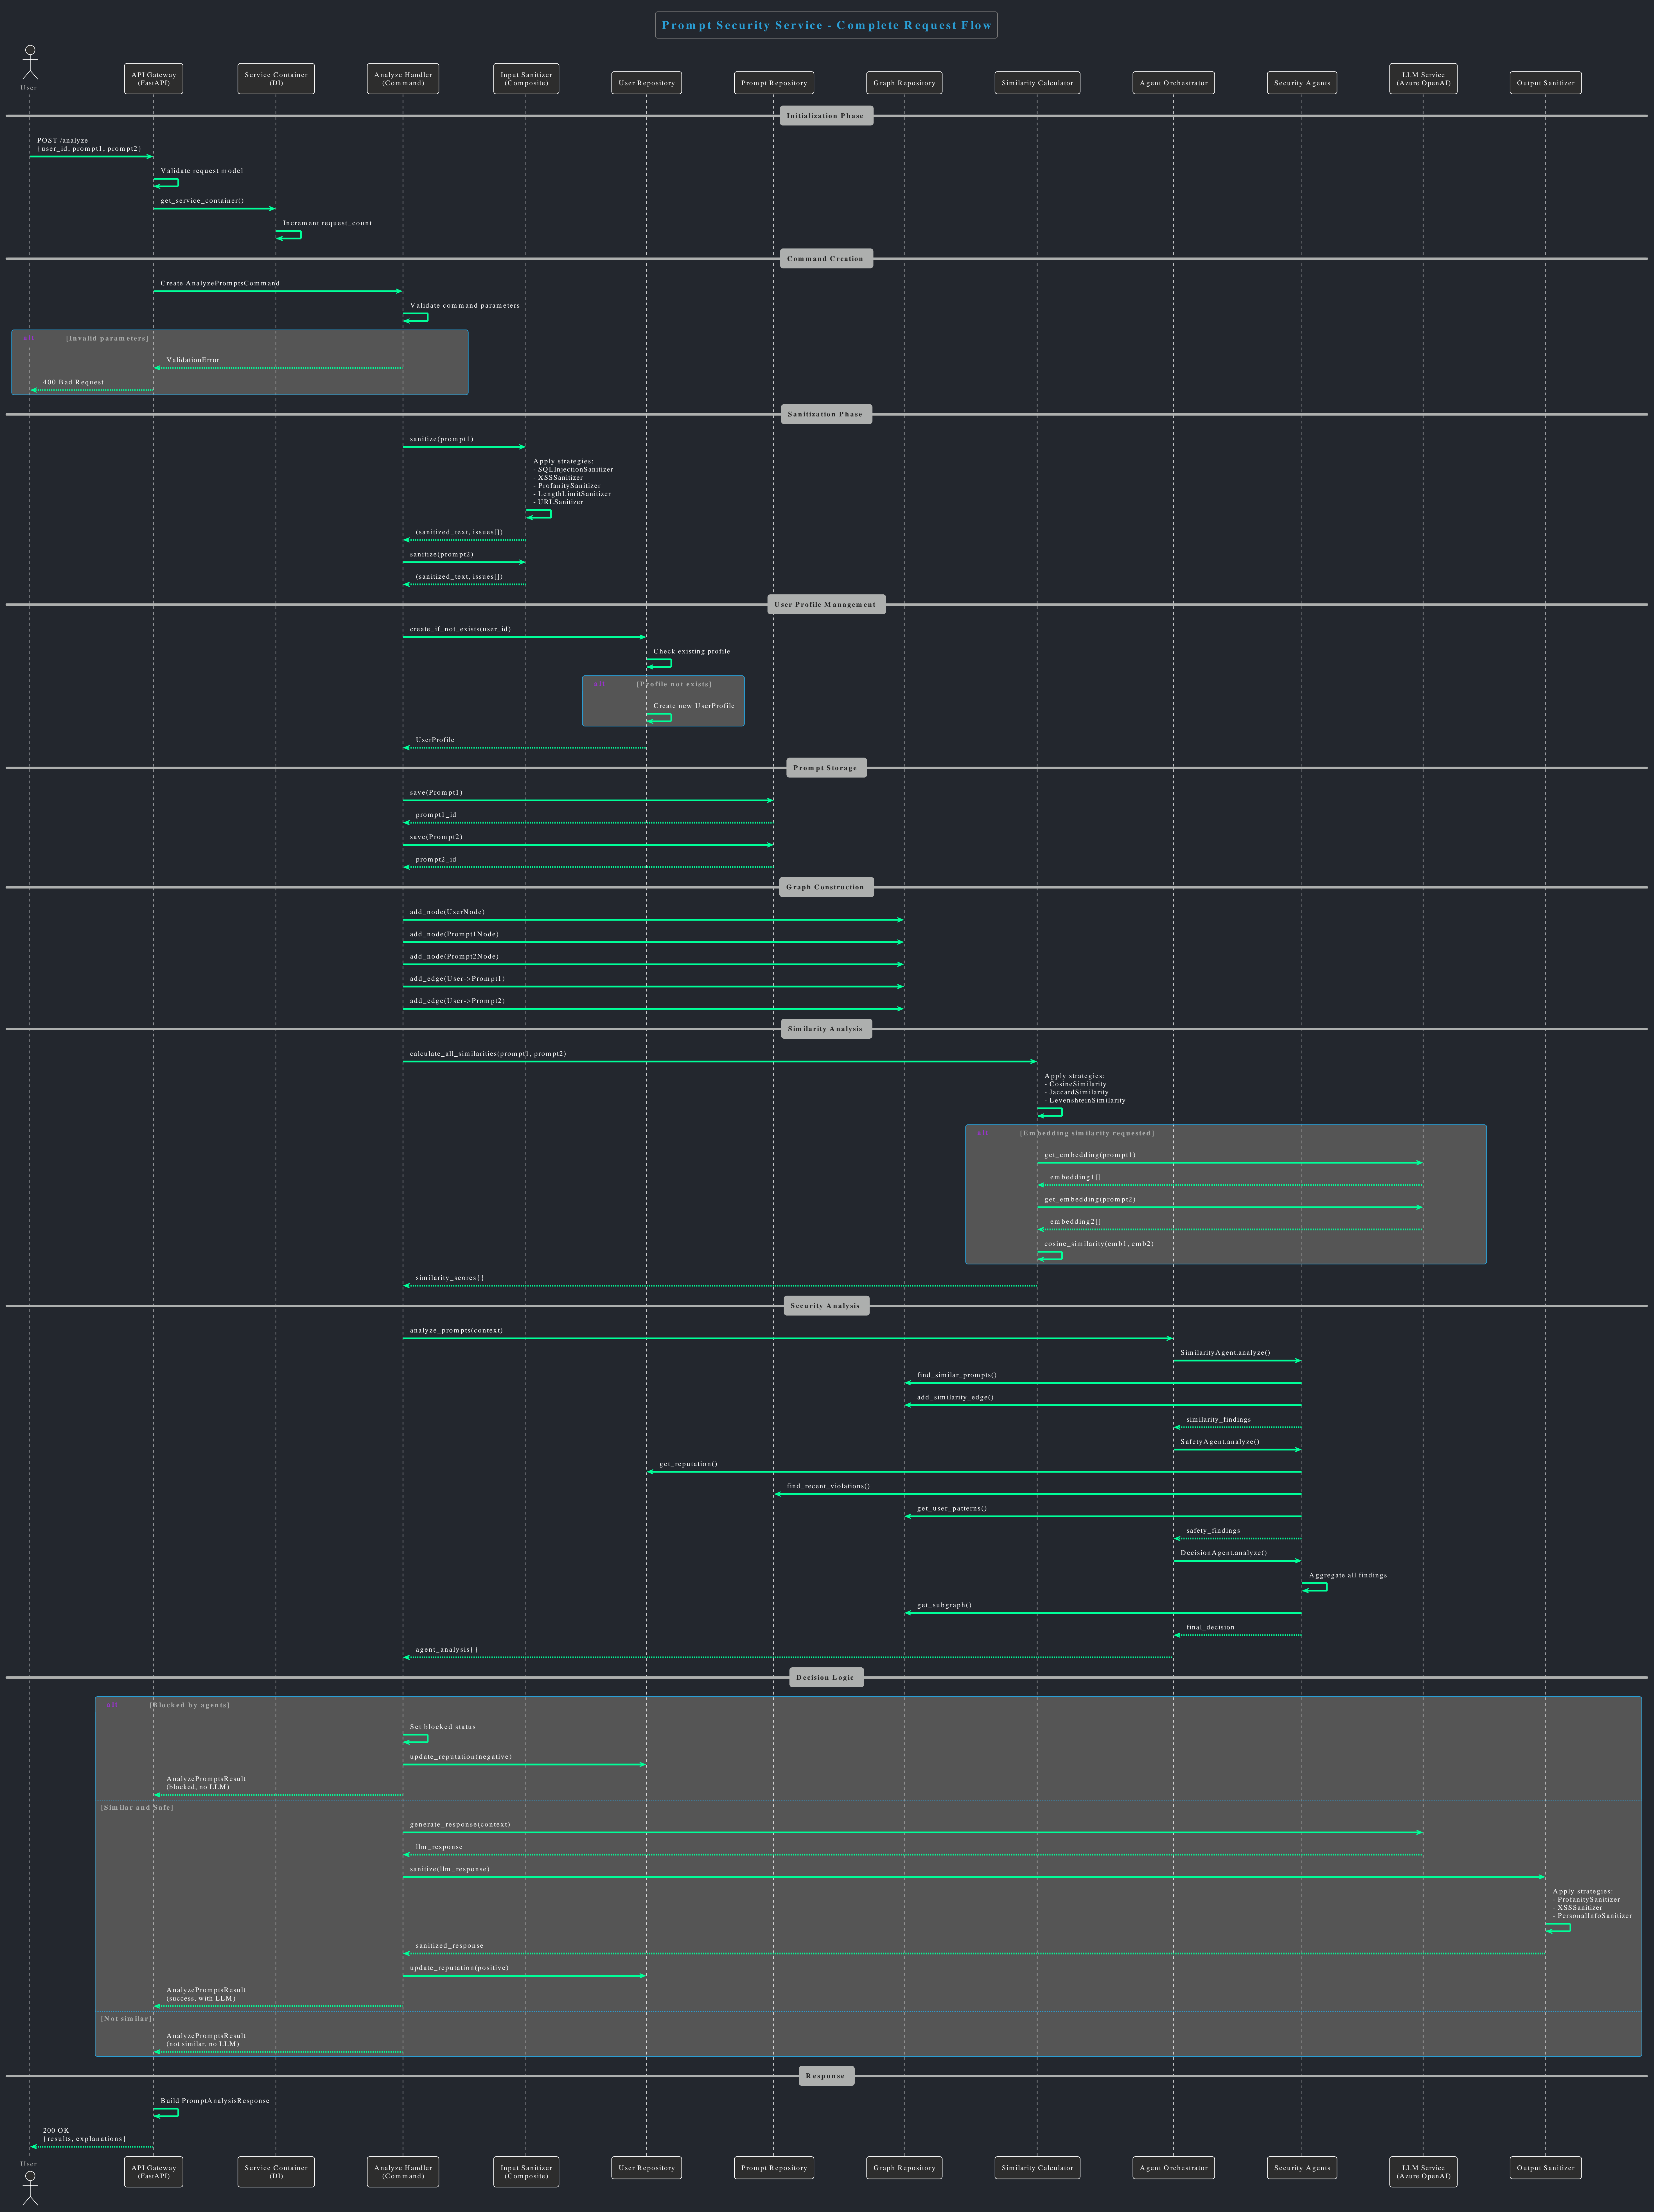 Prompt Security Service - Complete Request Flow
User
API Gateway
(FastAPI)
Service Container
(DI)
Analyze Handler
(Command)
Input Sanitizer
(Composite)
User Repository
Prompt Repository
Graph Repository
Similarity Calculator
Agent Orchestrator
Security Agents
LLM Service
(Azure OpenAI)
Output Sanitizer
Initialization Phase
POST /analyze
{user_id, prompt1, prompt2}
Validate request model
get_service_container()
Increment request_count
Command Creation
Create AnalyzePromptsCommand
Validate command parameters
alt
[Invalid parameters]
ValidationError
400 Bad Request
Sanitization Phase
sanitize(prompt1)
Apply strategies:
- SQLInjectionSanitizer
- XSSSanitizer
- ProfanitySanitizer
- LengthLimitSanitizer
- URLSanitizer
(sanitized_text, issues[])
sanitize(prompt2)
(sanitized_text, issues[])
User Profile Management
create_if_not_exists(user_id)
Check existing profile
alt
[Profile not exists]
Create new UserProfile
UserProfile
Prompt Storage
save(Prompt1)
prompt1_id
save(Prompt2)
prompt2_id
Graph Construction
add_node(UserNode)
add_node(Prompt1Node)
add_node(Prompt2Node)
add_edge(User->Prompt1)
add_edge(User->Prompt2)
Similarity Analysis
calculate_all_similarities(prompt1, prompt2)
Apply strategies:
- CosineSimilarity
- JaccardSimilarity
- LevenshteinSimilarity
alt
[Embedding similarity requested]
get_embedding(prompt1)
embedding1[]
get_embedding(prompt2)
embedding2[]
cosine_similarity(emb1, emb2)
similarity_scores{}
Security Analysis
analyze_prompts(context)
SimilarityAgent.analyze()
find_similar_prompts()
add_similarity_edge()
similarity_findings
SafetyAgent.analyze()
get_reputation()
find_recent_violations()
get_user_patterns()
safety_findings
DecisionAgent.analyze()
Aggregate all findings
get_subgraph()
final_decision
agent_analysis{}
Decision Logic
alt
[Blocked by agents]
Set blocked status
update_reputation(negative)
AnalyzePromptsResult
(blocked, no LLM)
[Similar and Safe]
generate_response(context)
llm_response
sanitize(llm_response)
Apply strategies:
- ProfanitySanitizer
- XSSSanitizer
- PersonalInfoSanitizer
sanitized_response
update_reputation(positive)
AnalyzePromptsResult
(success, with LLM)
[Not similar]
AnalyzePromptsResult
(not similar, no LLM)
Response
Build PromptAnalysisResponse
200 OK
{results, explanations}
User
API Gateway
(FastAPI)
Service Container
(DI)
Analyze Handler
(Command)
Input Sanitizer
(Composite)
User Repository
Prompt Repository
Graph Repository
Similarity Calculator
Agent Orchestrator
Security Agents
LLM Service
(Azure OpenAI)
Output Sanitizer